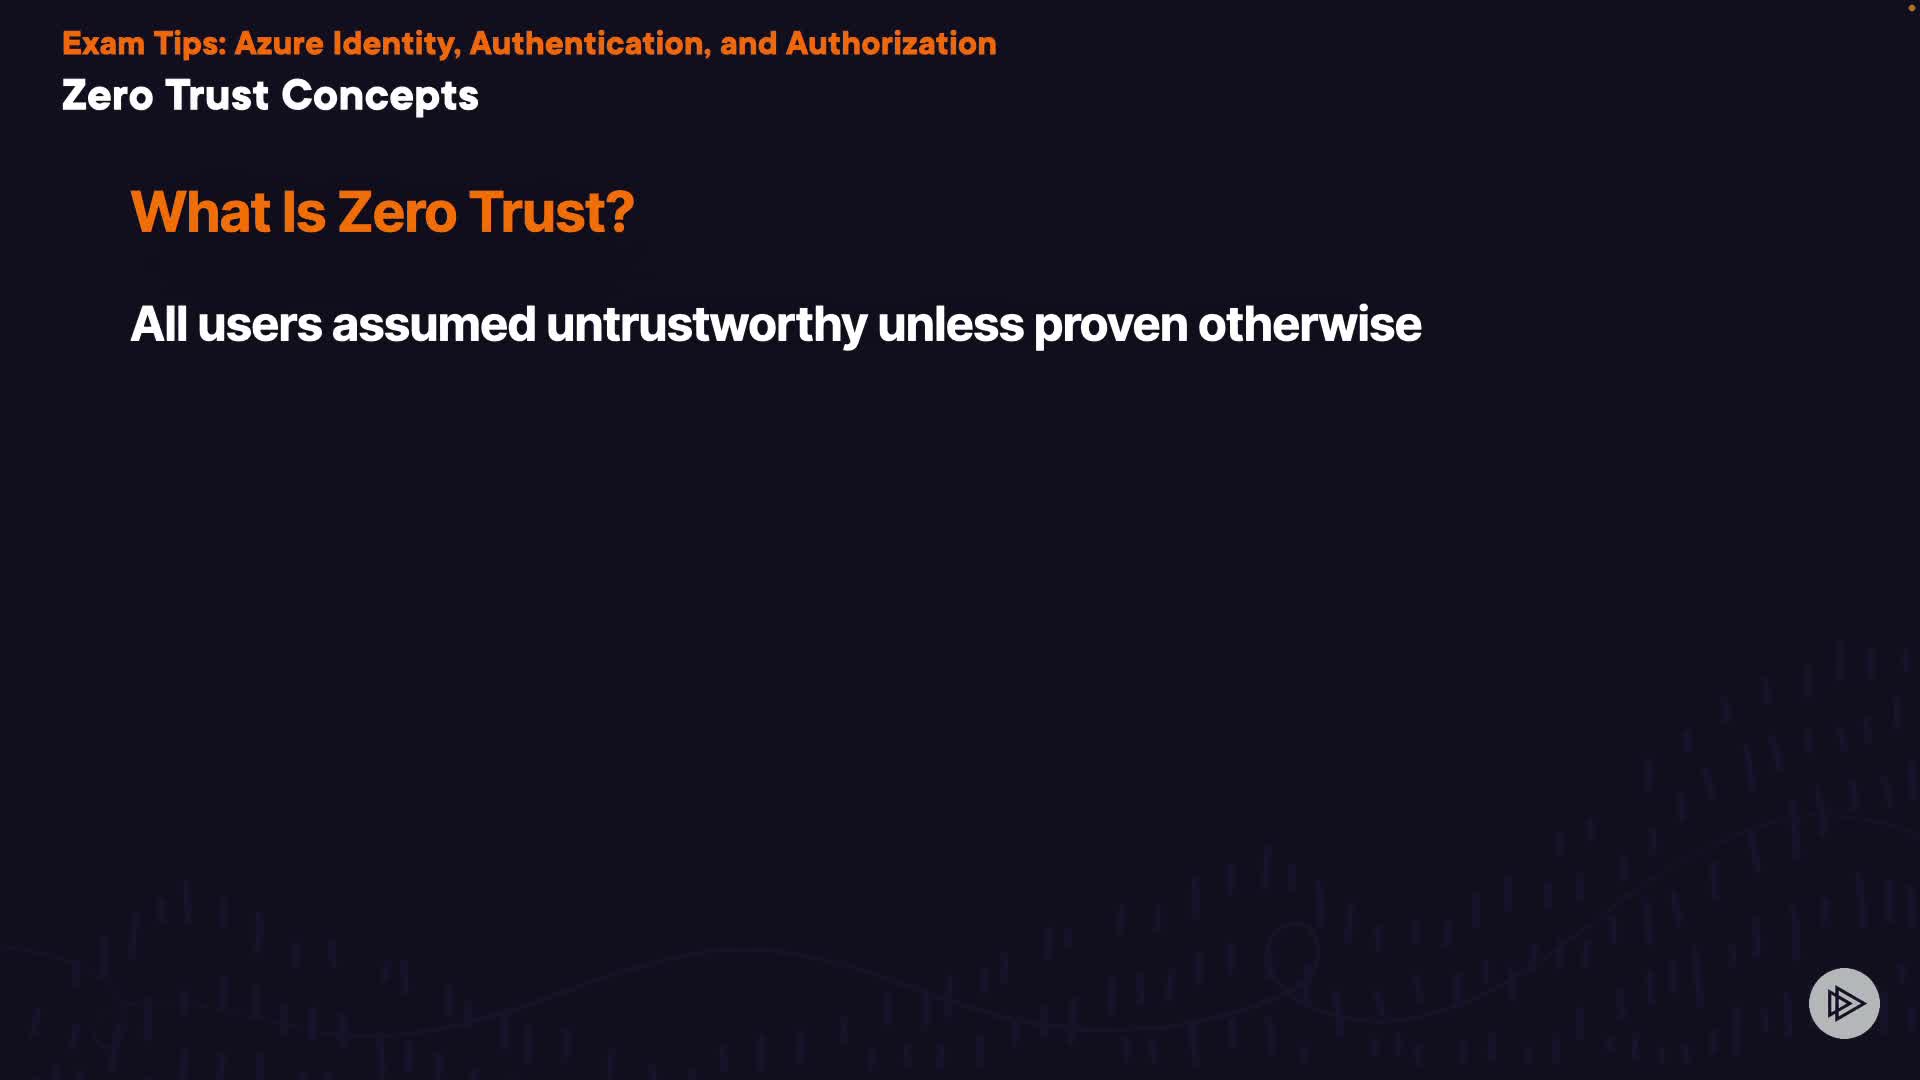 Exam Tips: Azure Identity, Authentication, and Authorization
Zero Trust Concepts
What Is Zero Trust?
All users assumed untrustworthy unless proven otherwise